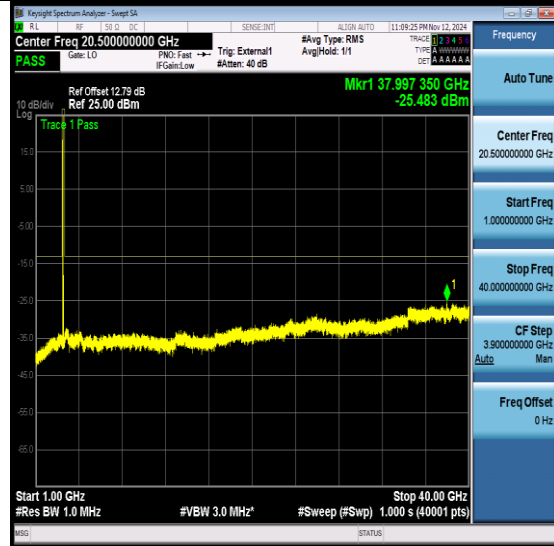 Keysight Spectrum Analyzer - Swept SA
RL RF 50 Ω DC SENSE:INT ALIGN AUTO 11:09:25 PM Nov 12, 2024
Center Freq 20.500000000 GHz
PASS
Gate: LO
PNO: Fast
IFGain:Low
Trig: External1
#Atten: 40 dB
#Avg Type: RMS
Avg|Hold: 1/1
TRACE 1 2 3 4 5 6
TYPE A WWWWW
DET A A A A A A
Mkr1 37.997 350 GHz
-25.483 dBm
Ref Offset 12.79 dB
10 dB/div Ref 25.00 dBm
Log
Trace 1 Pass
15.0
5.00
-5.00
-15.0
-25.0
-35.0
-45.0
-55.0
-65.0
1
Start 1.00 GHz Stop 40.00 GHz
#Res BW 1.0 MHz #VBW 3.0 MHz* #Sweep (#Swp) 1.000 s (40001 pts)
MSG STATUS
Frequency
Auto Tune
Center Freq
20.500000000 GHz
Start Freq
1.000000000 GHz
Stop Freq
40.000000000 GHz
CF Step
3.900000000 GHz
Auto Man
Freq Offset
0 Hz